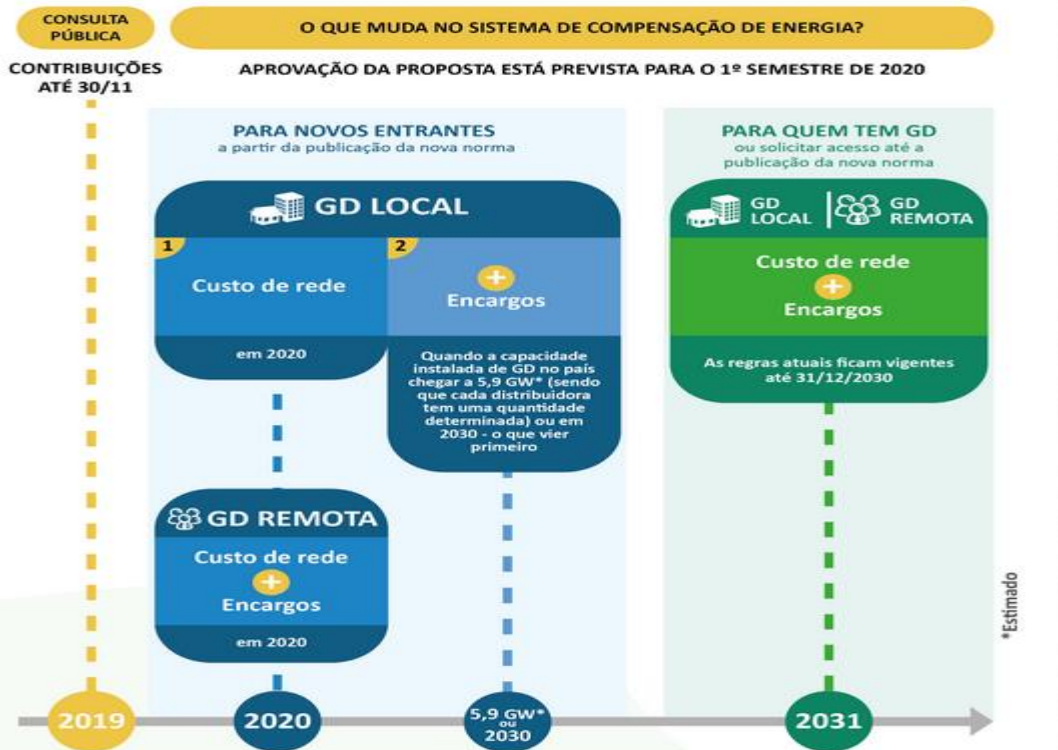 CONSULTA
PÚBLICA
O QUE MUDA NO SISTEMA DE COMPENSAÇÃO DE ENERGIA?
CONTRIBUIÇÕES
ATÉ 30/11
APROVAÇÃO DA PROPOSTA ESTÁ PREVISTA PARA O 1º SEMESTRE DE 2020
PARA NOVOS ENTRANTES
a partir da publicação da nova norma
GD LOCAL
1
Custo de rede
em 2020
2
+
Encargos
Quando a capacidade
instalada de GD no país
chegar a 5,9 GW* (sendo
que cada distribuidora
tem uma quantidade
determinada) ou em
2030 - o que vier
primeiro
GD REMOTA
Custo de rede
+
Encargos
em 2020
PARA QUEM TEM GD
ou solicitar acesso até a
publicação da nova norma
GD
LOCAL
GD
REMOTA
Custo de rede
+
Encargos
As regras atuais ficam vigentes
até 31/12/2030
*Estimado
2019
2020
5,9 GW*
ou
2030
2031